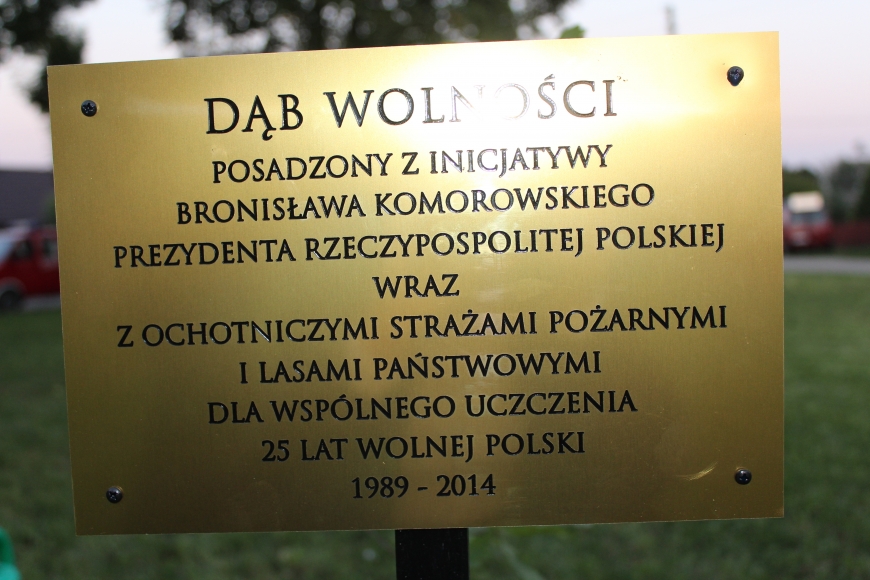 DĄB WOLNOŚCI
POSADZONY Z INICJATYWY
BRONISŁAWA KOMOROWSKIEGO
PREZYDENTA RZECZYPOSPOLITEJ POLSKIEJ
WRAZ
Z OCHOTNICZYMI STRAŻAMI POŻARNYMI
I LASAMI PAŃSTWOWYMI
DLA WSPÓLNEGO UCZCZENIA
25 LAT WOLNEJ POLSKI
1989 - 2014